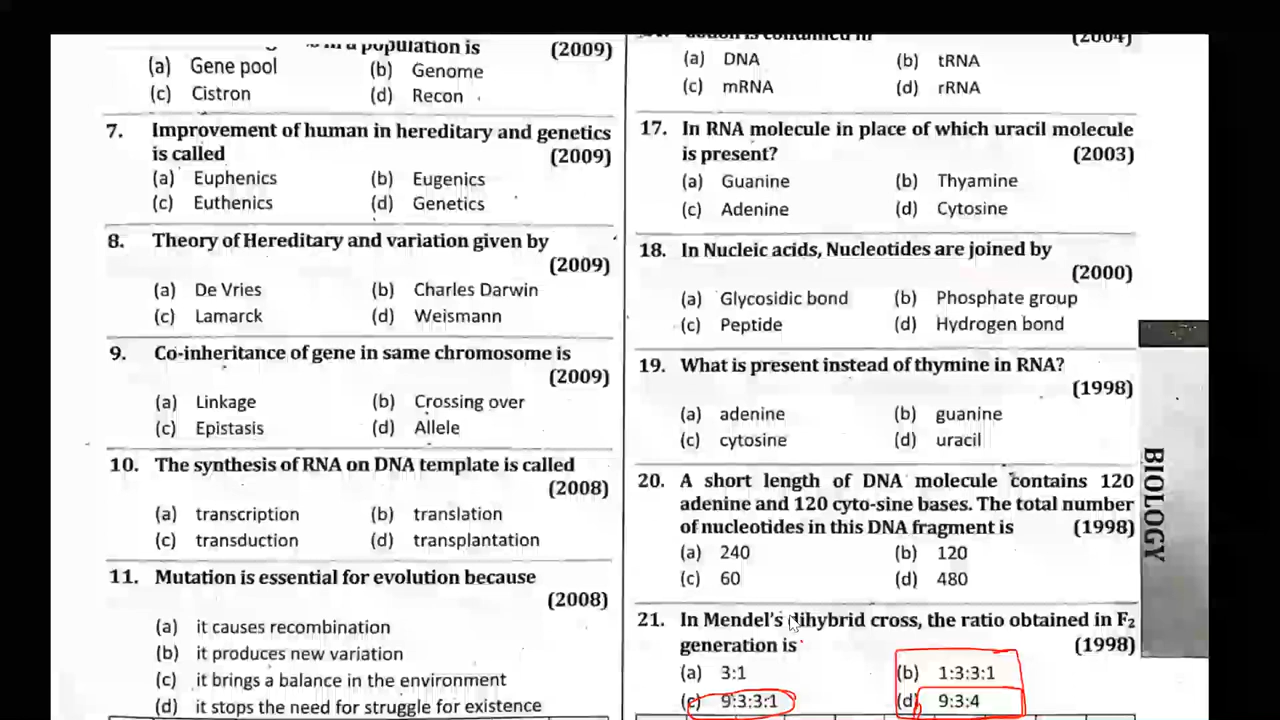 in a population is (2009)
(a) Gene pool (b) Genome
(c) Cistron (d) Recon
7. Improvement of human in hereditary and genetics
is called (2009)
(a) Euphenics (b) Eugenics
(c) Euthenics (d) Genetics
8. Theory of Hereditary and variation given by
(2009)
(a) De Vries (b) Charles Darwin
(c) Lamarck (d) Weismann
9. Co-inheritance of gene in same chromosome is
(2009)
(a) Linkage (b) Crossing over
(c) Epistasis (d) Allele
10. The synthesis of RNA on DNA template is called
(2008)
(a) transcription (b) translation
(c) transduction (d) transplantation
11. Mutation is essential for evolution because
(2008)
(a) it causes recombination
(b) it produces new variation
(c) it brings a balance in the environment
(d) it stops the need for struggle for existence
is contained in (2004)
(a) DNA (b) tRNA
(c) mRNA (d) rRNA
17. In RNA molecule in place of which uracil molecule
is present? (2003)
(a) Guanine (b) Thyamine
(c) Adenine (d) Cytosine
18. In Nucleic acids, Nucleotides are joined by
(2000)
(a) Glycosidic bond (b) Phosphate group
(c) Peptide (d) Hydrogen bond
19. What is present instead of thymine in RNA?
(1998)
(a) adenine (b) guanine
(c) cytosine (d) uracil
20. A short length of DNA molecule contains 120
adenine and 120 cyto-sine bases. The total number
of nucleotides in this DNA fragment is (1998)
(a) 240 (b) 120
(c) 60 (d) 480
21. In Mendel's dihybrid cross, the ratio obtained in F₂
generation is (1998)
(a) 3:1 (b) 1:3:3:1
(c) 9:3:3:1 (d) 9:3:4
BIOLOGY